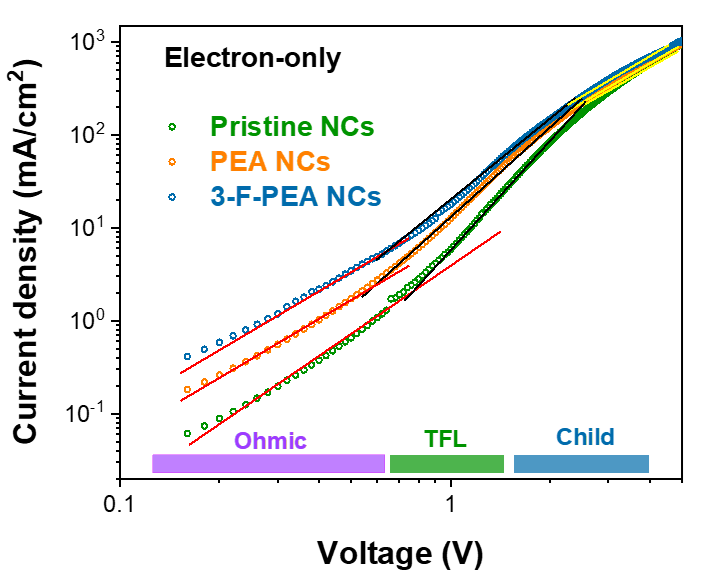 Electron-only
Pristine NCs
PEA NCs
3-F-PEA NCs
10³
10²
10¹
10⁰
10⁻¹
Current density (mA/cm²)
Ohmic
TFL
Child
0.1
1
Voltage (V)